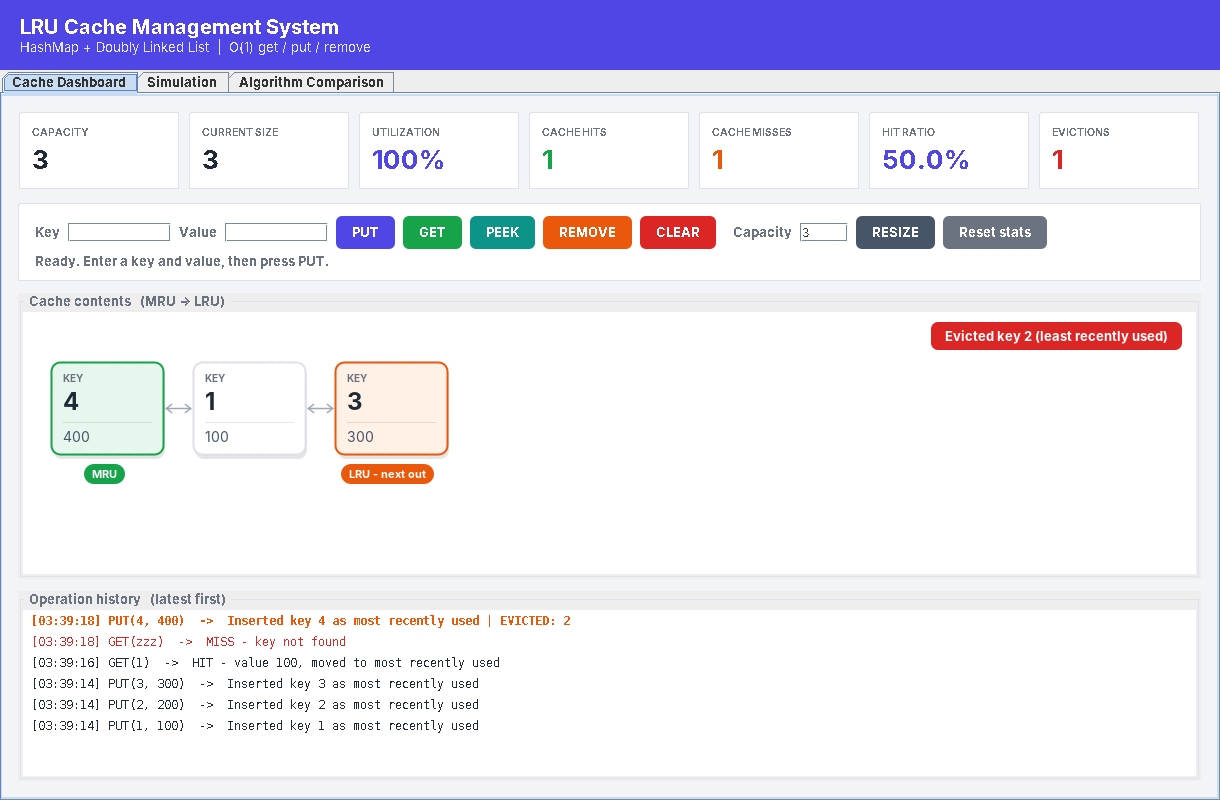 LRU Cache Management System
HashMap + Doubly Linked List | O(1) get / put / remove
Cache Dashboard Simulation Algorithm Comparison
CAPACITY CURRENT SIZE UTILIZATION CACHE HITS CACHE MISSES HIT RATIO EVICTIONS
3 3 100% 1 1 50.0% 1
Key Value PUT GET PEEK REMOVE CLEAR Capacity 3 RESIZE Reset stats
Ready. Enter a key and value, then press PUT.
Cache contents (MRU → LRU)
Evicted key 2 (least recently used)
KEY KEY KEY
4 1 3
400 100 300
MRU LRU - next out
Operation history (latest first)
[03:39:18] PUT(4, 400) -> Inserted key 4 as most recently used | EVICTED: 2
[03:39:18] GET(zzz) -> MISS - key not found
[03:39:16] GET(1) -> HIT - value 100, moved to most recently used
[03:39:14] PUT(3, 300) -> Inserted key 3 as most recently used
[03:39:14] PUT(2, 200) -> Inserted key 2 as most recently used
[03:39:14] PUT(1, 100) -> Inserted key 1 as most recently used